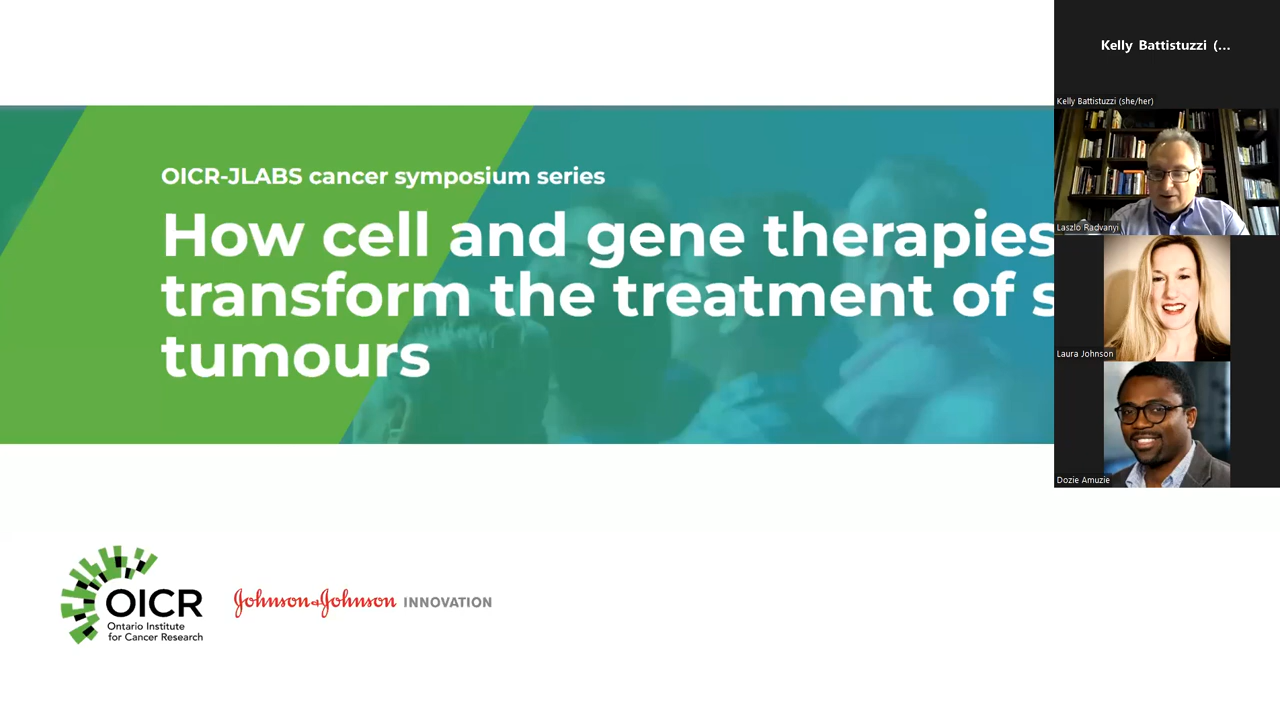 OICR-JLABS cancer symposium series
How cell and gene therapies
transform the treatment of s
tumours
OICR
Ontario Institute
for Cancer Research
Johnson & Johnson INNOVATION
Kelly Battistuzzi (...
Kelly Battistuzzi (she/her)
Laszlo Radvanyi
Laura Johnson
Dozie Amuzie